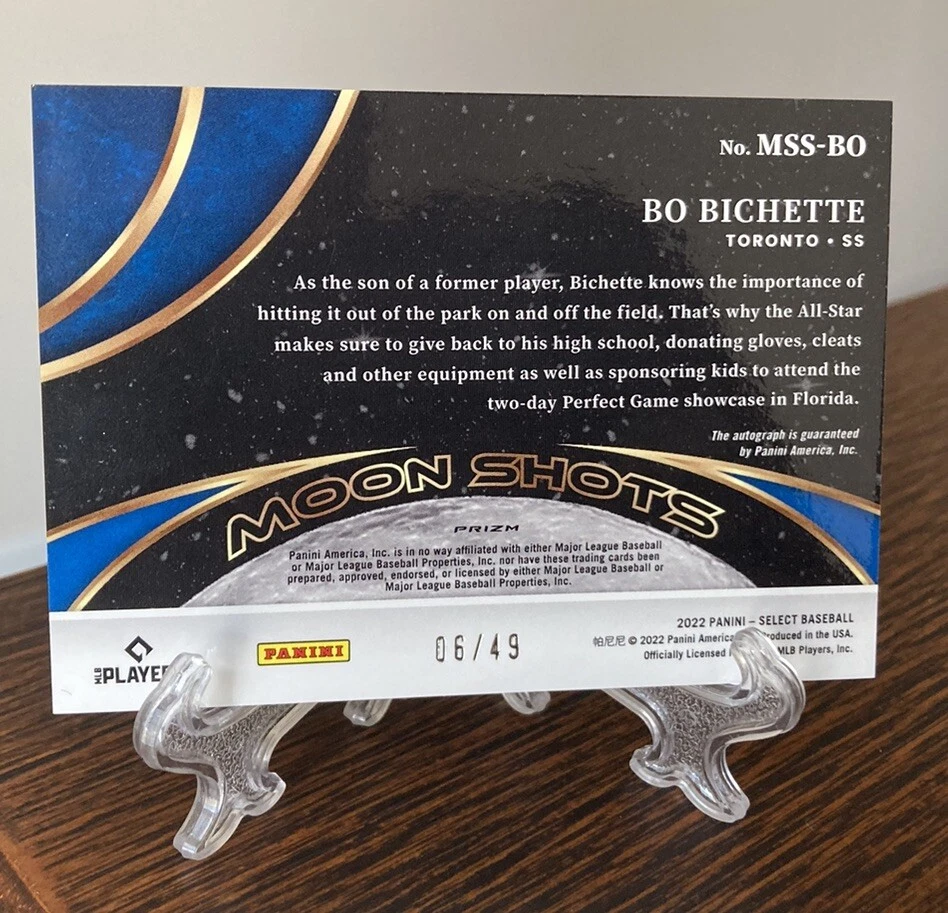 No. MSS-BO
BO BICHETTE
TORONTO • SS
As the son of a former player, Bichette knows the importance of
hitting it out of the park on and off the field. That's why the All-Star
makes sure to give back to his high school, donating gloves, cleats
and other equipment as well as sponsoring kids to attend the
two-day Perfect Game showcase in Florida.
The autograph is guaranteed
by Panini America, Inc.
MOON SHOTS
PRIZM
Panini America, Inc. is in no way affiliated with either Major League Baseball
or Major League Baseball Properties, Inc. nor have these trading cards been
prepared, approved, endorsed, or licensed by either Major League Baseball or
Major League Baseball Properties, Inc.
MLB PLAYE
PANINI
06/49
2022 PANINI – SELECT BASEBALL
帕尼尼 © 2022 Panini America roduced in the USA.
Officially Licensed MLB Players, Inc.